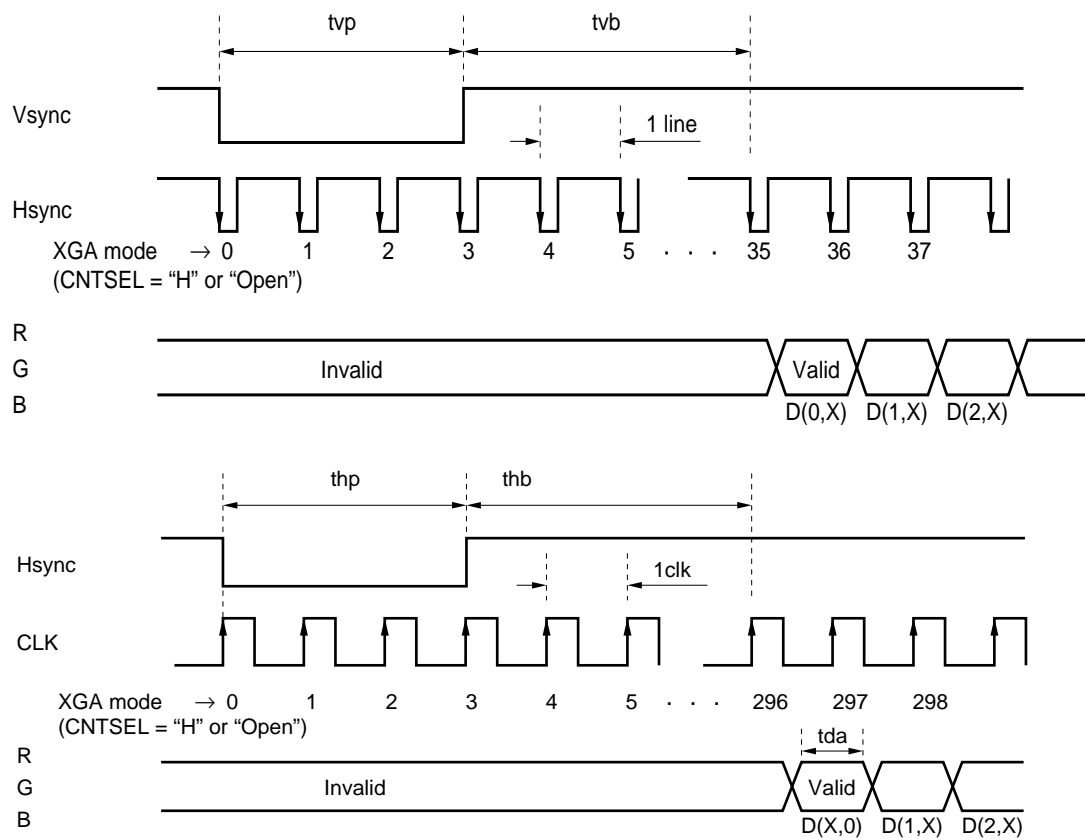 tvp tvb
Vsync
1 line
Hsync
XGA mode → 0 1 2 3 4 5 · · · 35 36 37
(CNTSEL = “H” or “Open”)
R
G Invalid Valid
B
D(0,X) D(1,X) D(2,X)
thp thb
Hsync
1clk
CLK
XGA mode → 0 1 2 3 4 5 · · · 296 297 298
(CNTSEL = “H” or “Open”)
tda
R
G Invalid Valid
B
D(X,0) D(1,X) D(2,X)